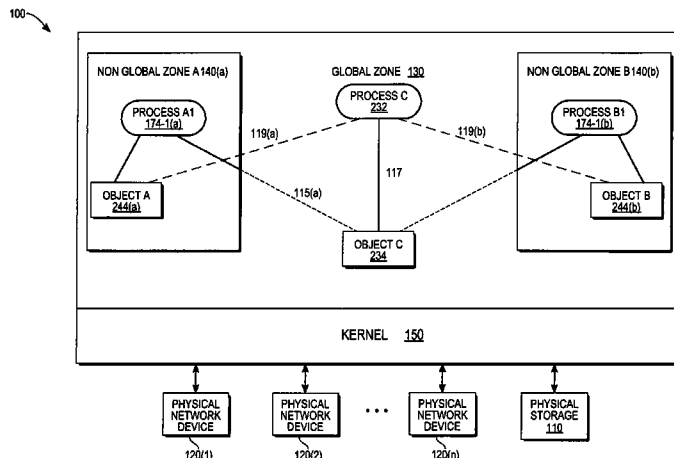 100
NON GLOBAL ZONE A 140(a)
GLOBAL ZONE 130
NON GLOBAL ZONE B 140(b)
PROCESS A1
174-1(a)
PROCESS C
232
PROCESS B1
174-1(b)
119(a)
119(b)
117
115(a)
OBJECT A
244(a)
OBJECT B
244(b)
OBJECT C
234
KERNEL 150
PHYSICAL
NETWORK
DEVICE
PHYSICAL
NETWORK
DEVICE
• • •
PHYSICAL
NETWORK
DEVICE
PHYSICAL
STORAGE
110
120(1)
120(2)
120(n)